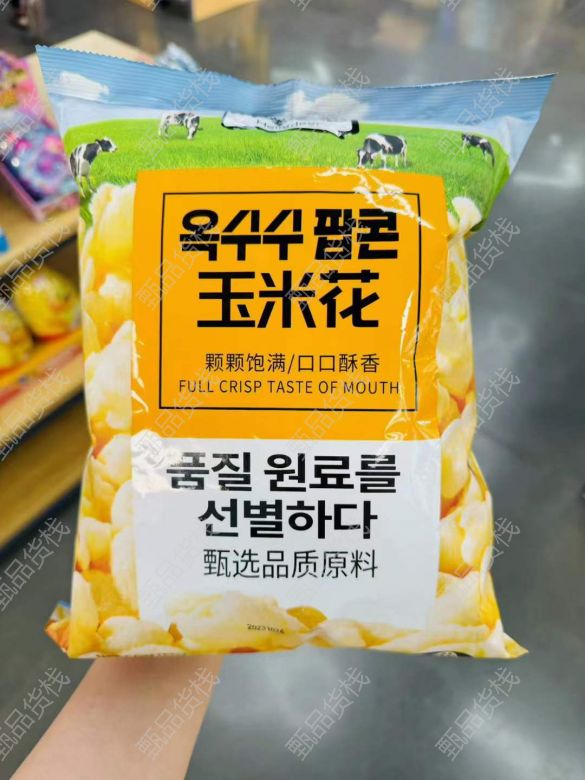 옥수수 팝콘
玉米花
颗颗饱满/口口酥香
FULL CRISP TASTE OF MOUTH
품질 원료를
선별하다
甄选品质原料
20231024
甄品货栈